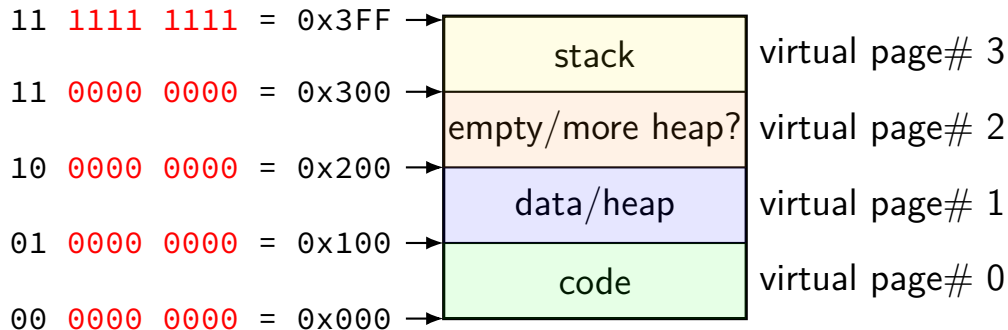 11 1111 1111 = 0x3FF
stack
virtual page# 3
11 0000 0000 = 0x300
empty/more heap?
virtual page# 2
10 0000 0000 = 0x200
data/heap
virtual page# 1
01 0000 0000 = 0x100
code
virtual page# 0
00 0000 0000 = 0x000